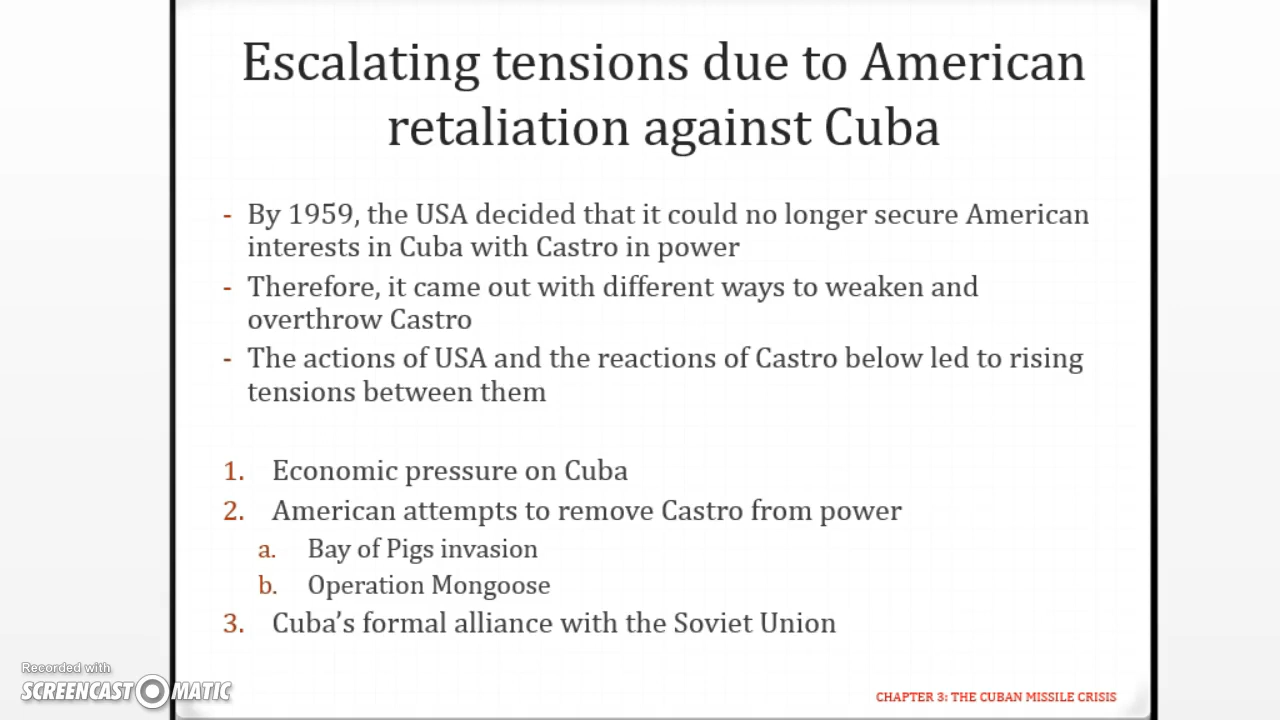 Escalating tensions due to American
retaliation against Cuba
- By 1959, the USA decided that it could no longer secure American
interests in Cuba with Castro in power
- Therefore, it came out with different ways to weaken and
overthrow Castro
- The actions of USA and the reactions of Castro below led to rising
tensions between them
1. Economic pressure on Cuba
2. American attempts to remove Castro from power
a. Bay of Pigs invasion
b. Operation Mongoose
3. Cuba’s formal alliance with the Soviet Union
Recorded with
SCREENCAST MATIC
CHAPTER 3: THE CUBAN MISSILE CRISIS